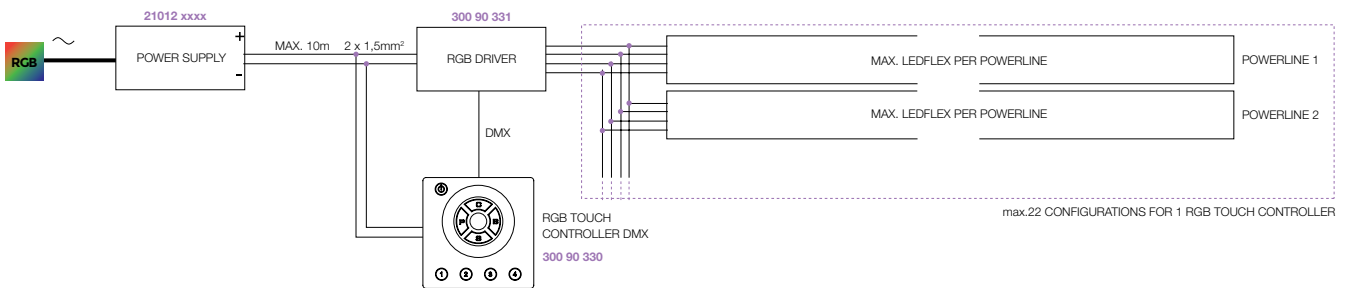 21012 xxxx
300 90 331
RGB
POWER SUPPLY
+
-
MAX. 10m 2 x 1,5mm²
RGB DRIVER
MAX. LEDFLEX PER POWERLINE
POWERLINE 1
MAX. LEDFLEX PER POWERLINE
POWERLINE 2
DMX
C
P
B
S
1 2 3 4
RGB TOUCH
CONTROLLER DMX
300 90 330
max.22 CONFIGURATIONS FOR 1 RGB TOUCH CONTROLLER